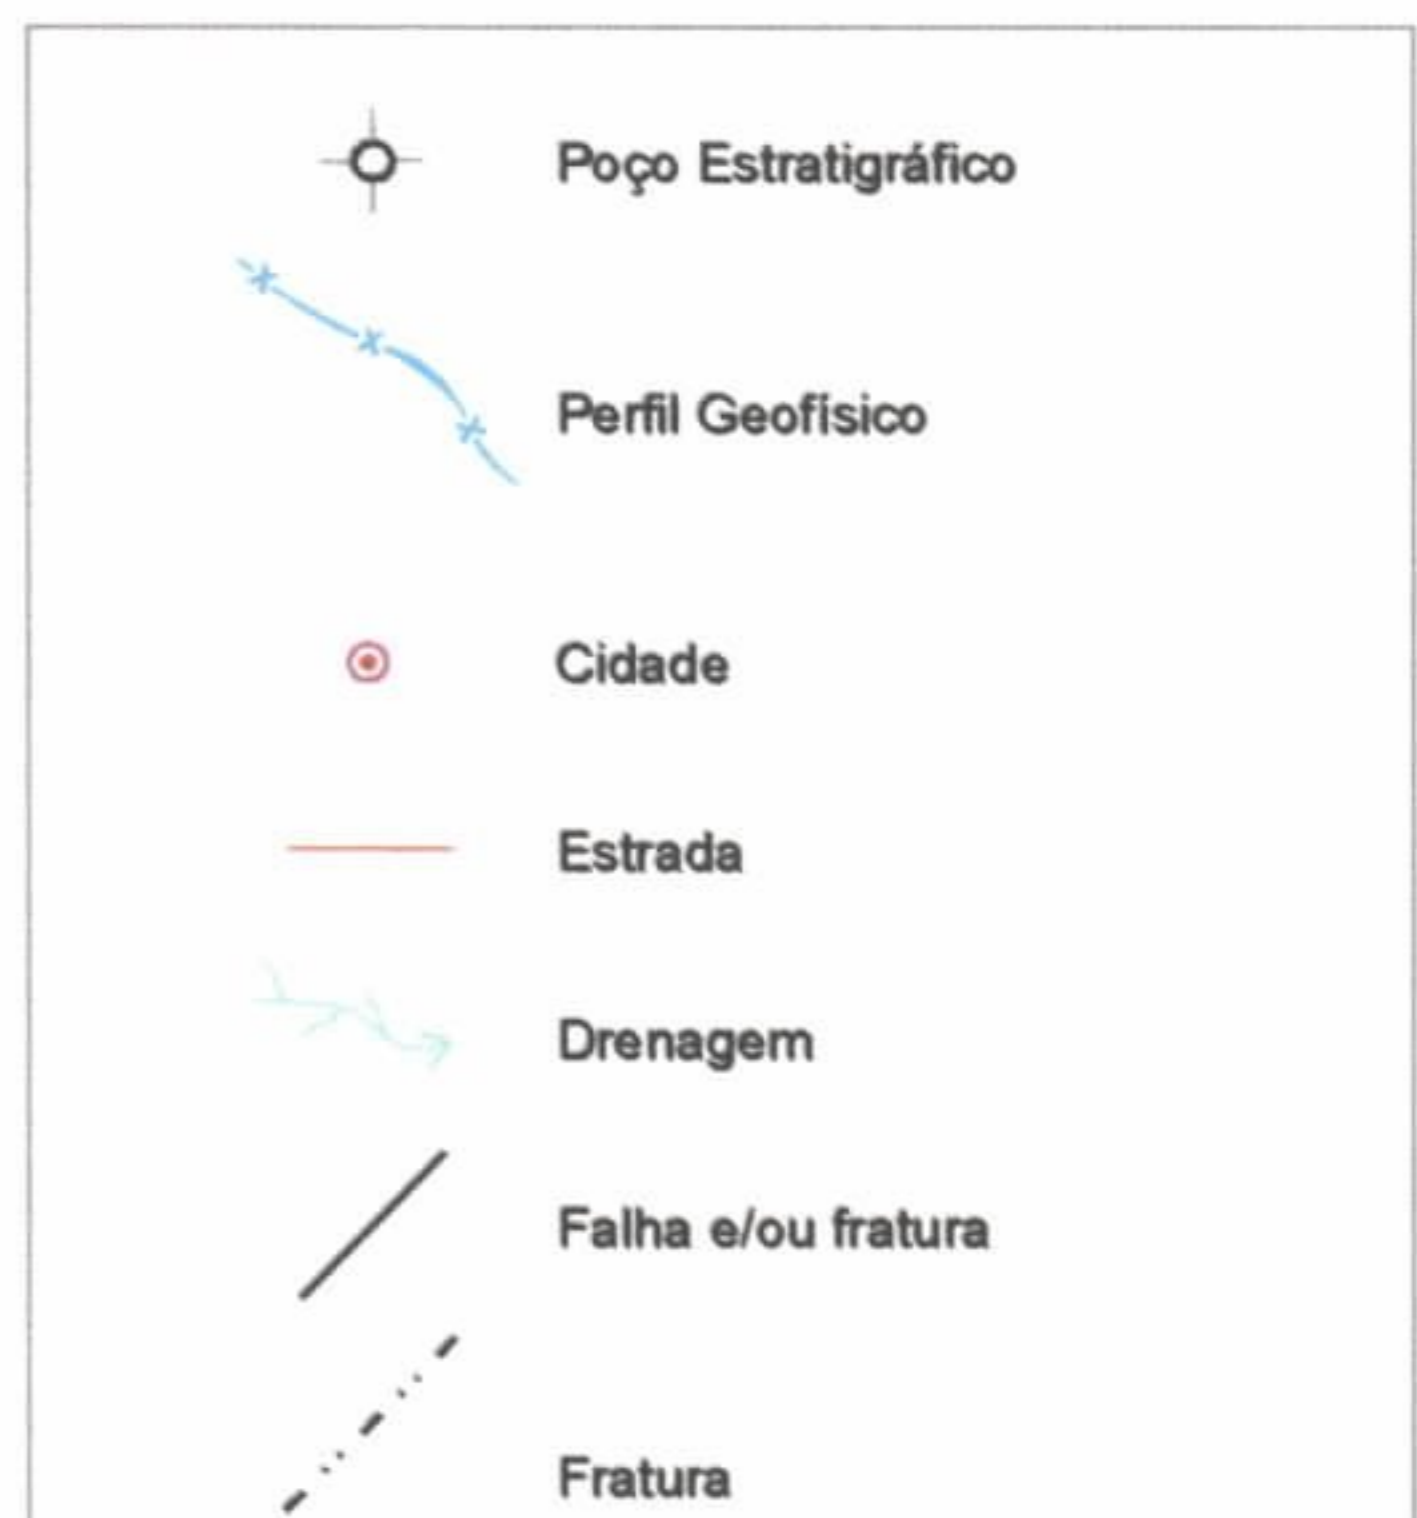 Poço Estratigráfico
Perfil Geofísico
Cidade
Estrada
Drenagem
Falha e/ou fratura
Fratura